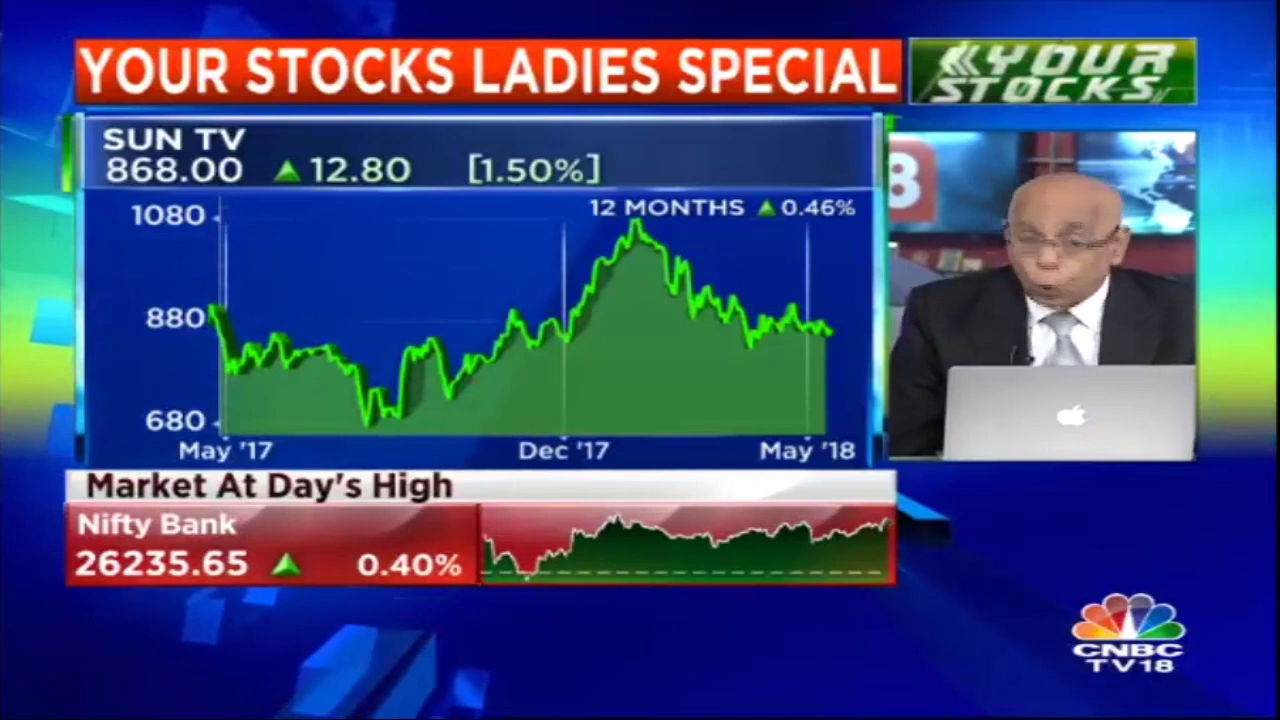 YOUR STOCKS LADIES SPECIAL
YOUR
STOCKS
SUN TV
868.00 ▲ 12.80 [1.50%]
12 MONTHS ▲ 0.46%
1080
880
680
May '17 Dec '17 May '18
8
Market At Day's High
Nifty Bank
26235.65 ▲ 0.40%
CNBC
TV18